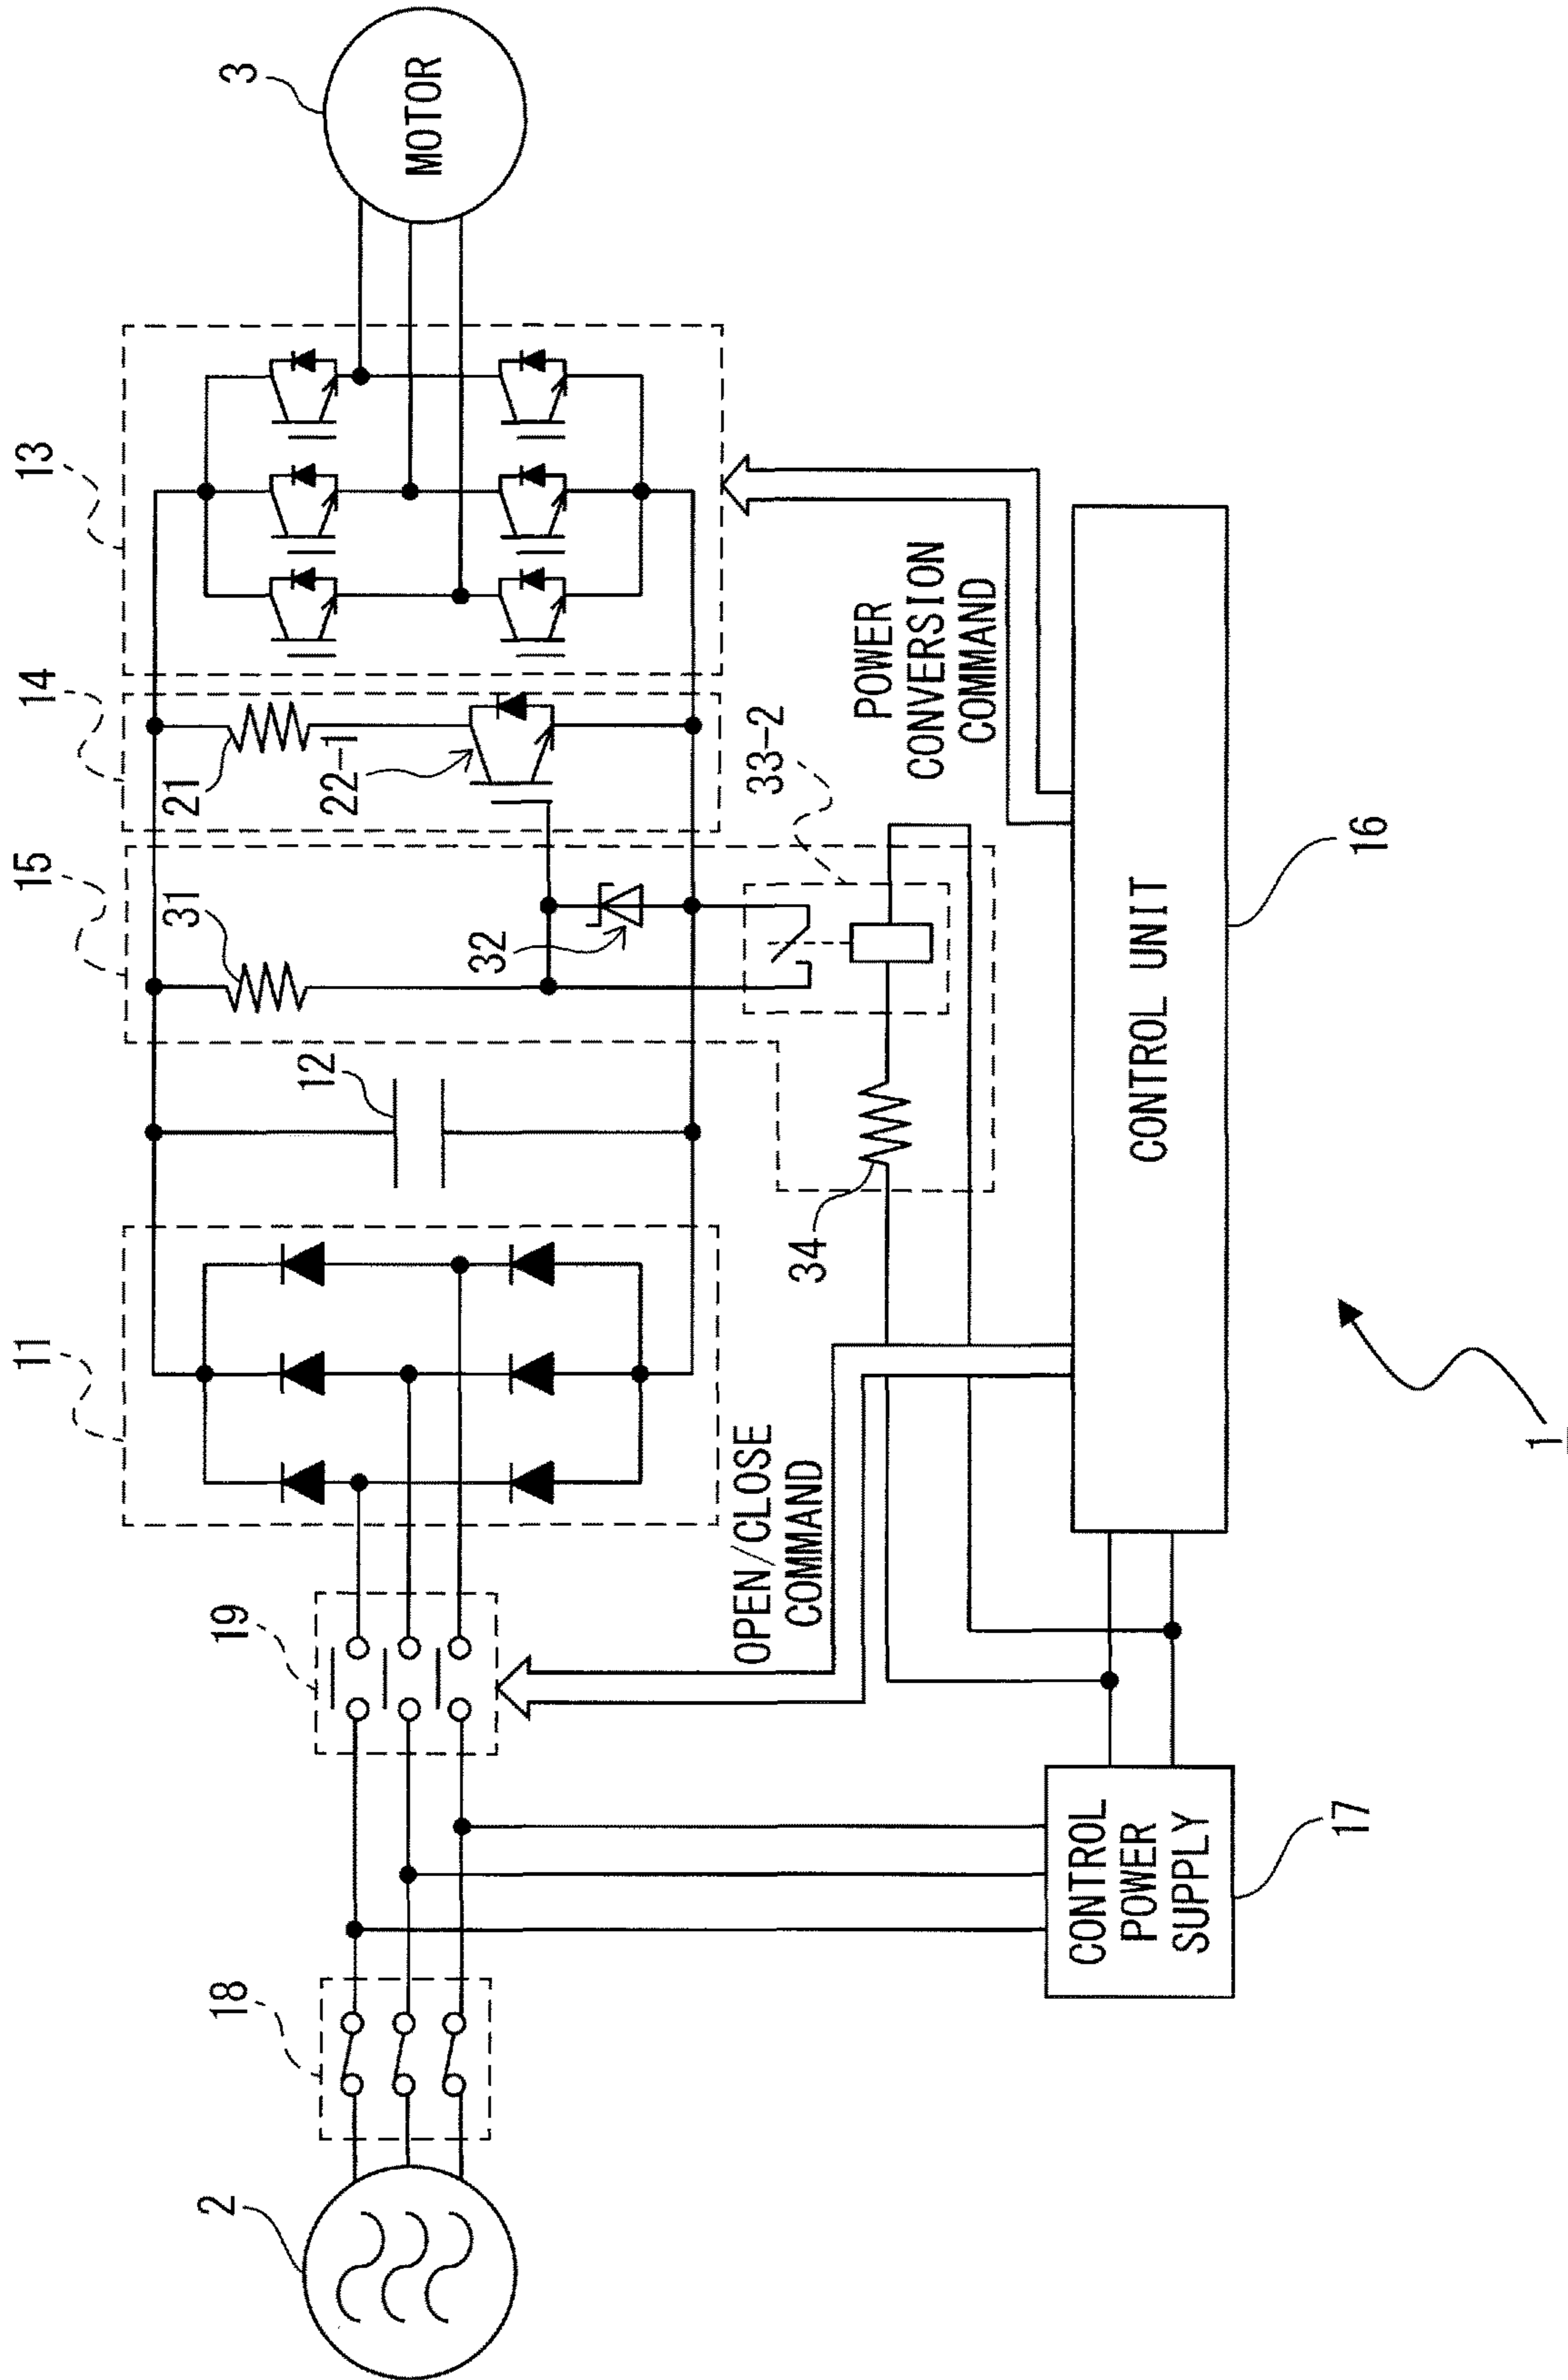 11
12
15
31
14
21
13
3
MOTOR
22-1
32
33-2
19
18
2
34
OPEN/CLOSE
COMMAND
POWER
CONVERSION
COMMAND
CONTROL
POWER
SUPPLY
17
CONTROL UNIT
16
1